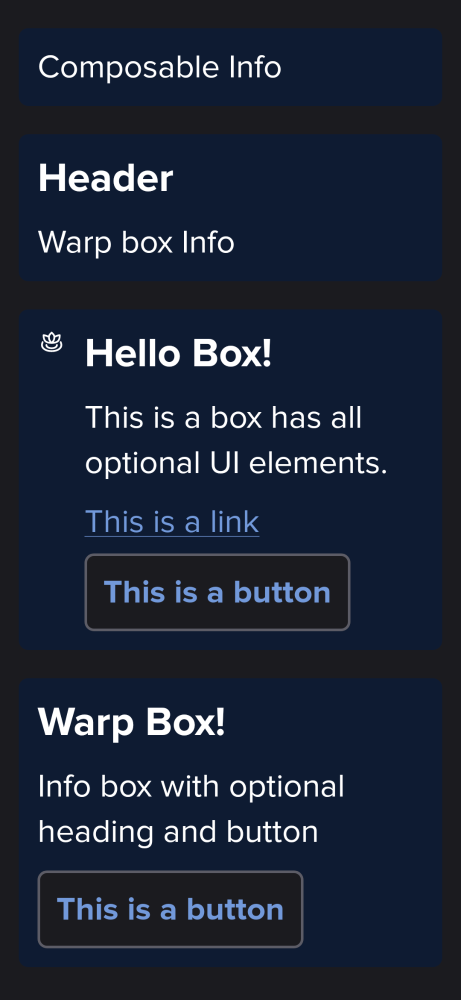 Composable Info
Header
Warp box Info
Hello Box!
This is a box has all
optional UI elements.
This is a link
This is a button
Warp Box!
Info box with optional
heading and button
This is a button